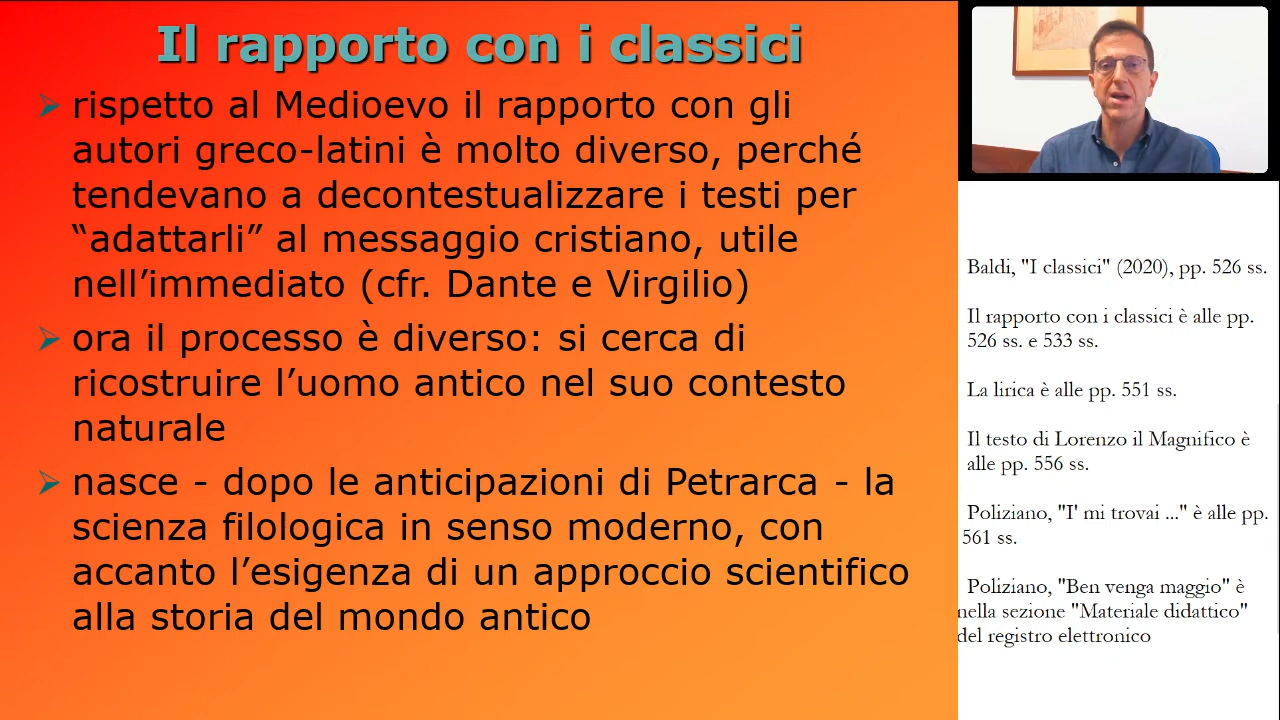 Il rapporto con i classici
rispetto al Medioevo il rapporto con gli
autori greco-latini è molto diverso, perché
tendevano a decontestualizzare i testi per
“adattarli” al messaggio cristiano, utile
nell’immediato (cfr. Dante e Virgilio)
ora il processo è diverso: si cerca di
ricostruire l’uomo antico nel suo contesto
naturale
nasce - dopo le anticipazioni di Petrarca - la
scienza filologica in senso moderno, con
accanto l’esigenza di un approccio scientifico
alla storia del mondo antico
Baldi, "I classici" (2020), pp. 526 ss.
Il rapporto con i classici è alle pp.
526 ss. e 533 ss.
La lirica è alle pp. 551 ss.
Il testo di Lorenzo il Magnifico è
alle pp. 556 ss.
Poliziano, "I' mi trovai ..." è alle pp.
561 ss.
Poliziano, "Ben venga maggio" è
nella sezione "Materiale didattico"
del registro elettronico